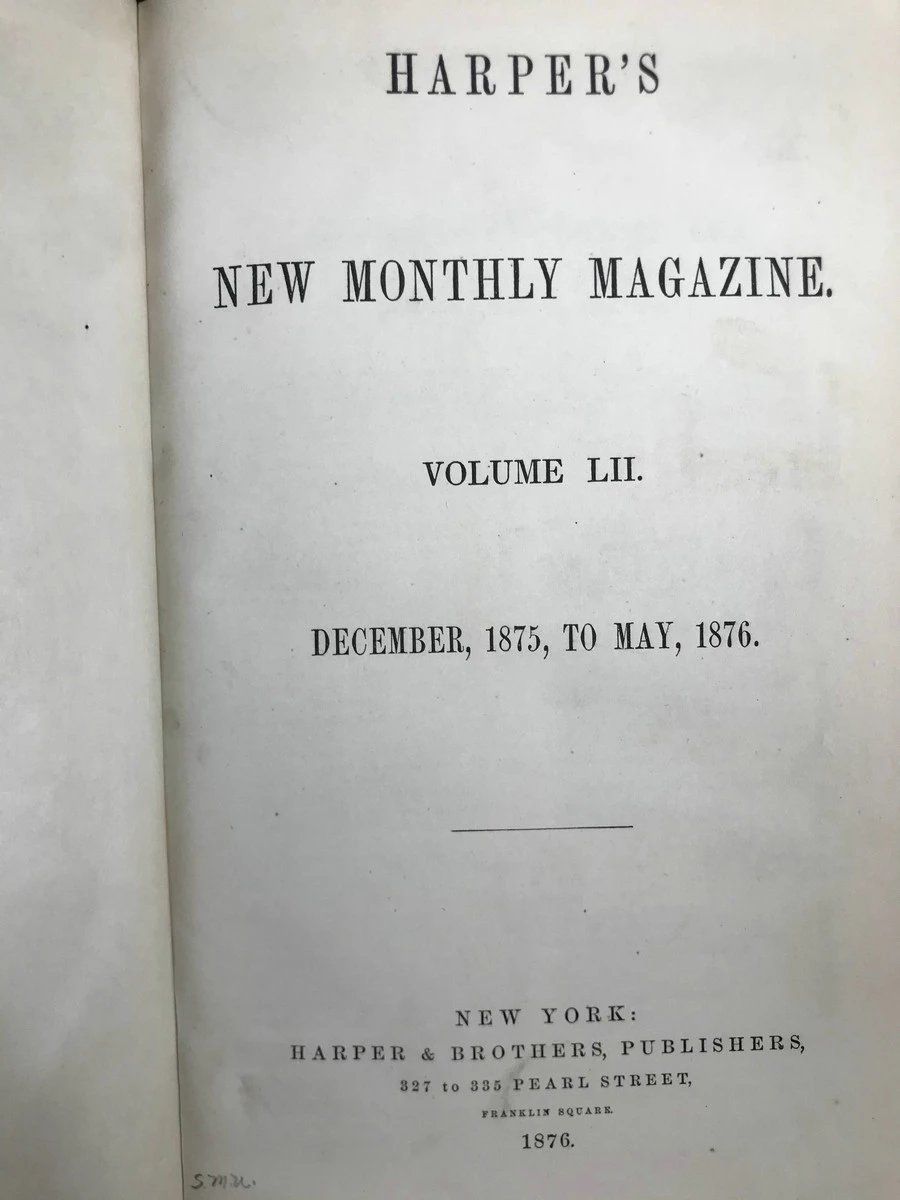 HARPER'S
NEW MONTHLY MAGAZINE.
VOLUME LII.
DECEMBER, 1875, TO MAY, 1876.
NEW YORK:
HARPER & BROTHERS, PUBLISHERS,
327 to 335 PEARL STREET,
FRANKLIN SQUARE.
1876.